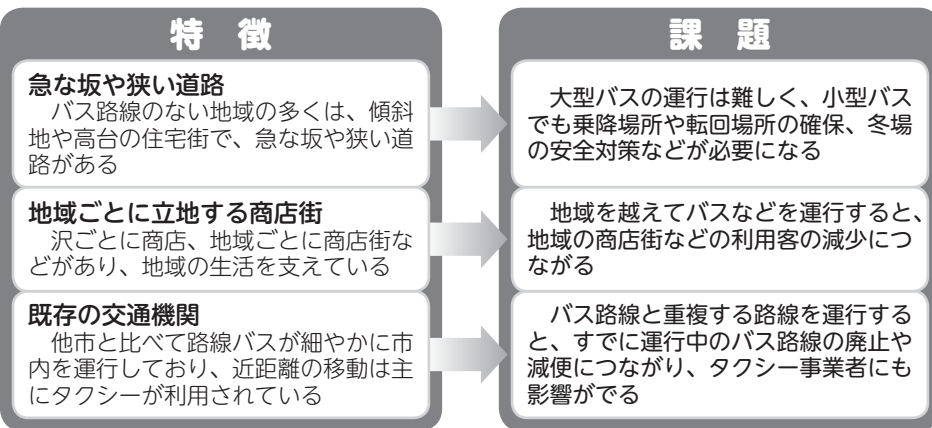 特徴
急な坂や狭い道路
バス路線のない地域の多くは、傾斜
地や高台の住宅街で、急な坂や狭い道
路がある
地域ごとに立地する商店街
沢ごとに商店、地域ごとに商店街な
どがあり、地域の生活を支えている
既存の交通機関
他市と比べて路線バスが細やかに市
内を運行しており、近距離の移動は主
にタクシーが利用されている
課題
大型バスの運行は難しく、小型バス
でも乗降場所や転回場所の確保、冬場
の安全対策などが必要になる
地域を越えてバスなどを運行すると、
地域の商店街などの利用客の減少につ
ながる
バス路線と重複する路線を運行する
と、すでに運行中のバス路線の廃止や
減便につながり、タクシー事業者にも
影響がでる